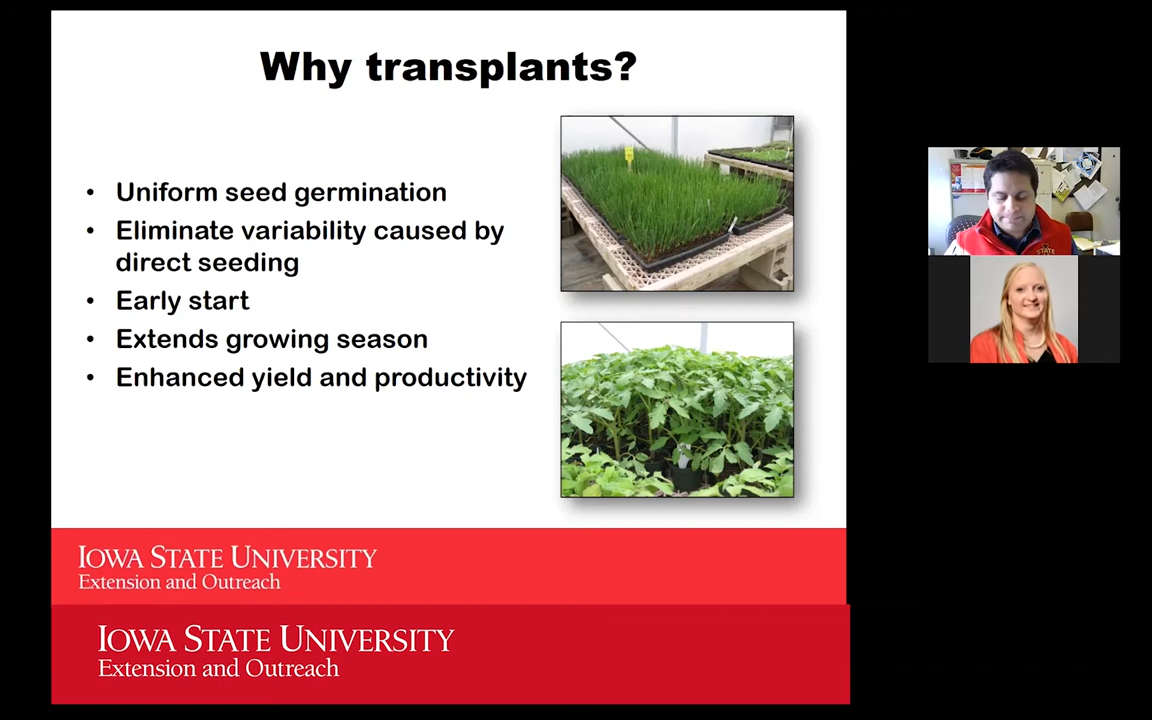 Why transplants?
• Uniform seed germination
• Eliminate variability caused by
direct seeding
• Early start
• Extends growing season
• Enhanced yield and productivity
IOWA STATE UNIVERSITY
Extension and Outreach
IOWA STATE UNIVERSITY
Extension and Outreach
STATE